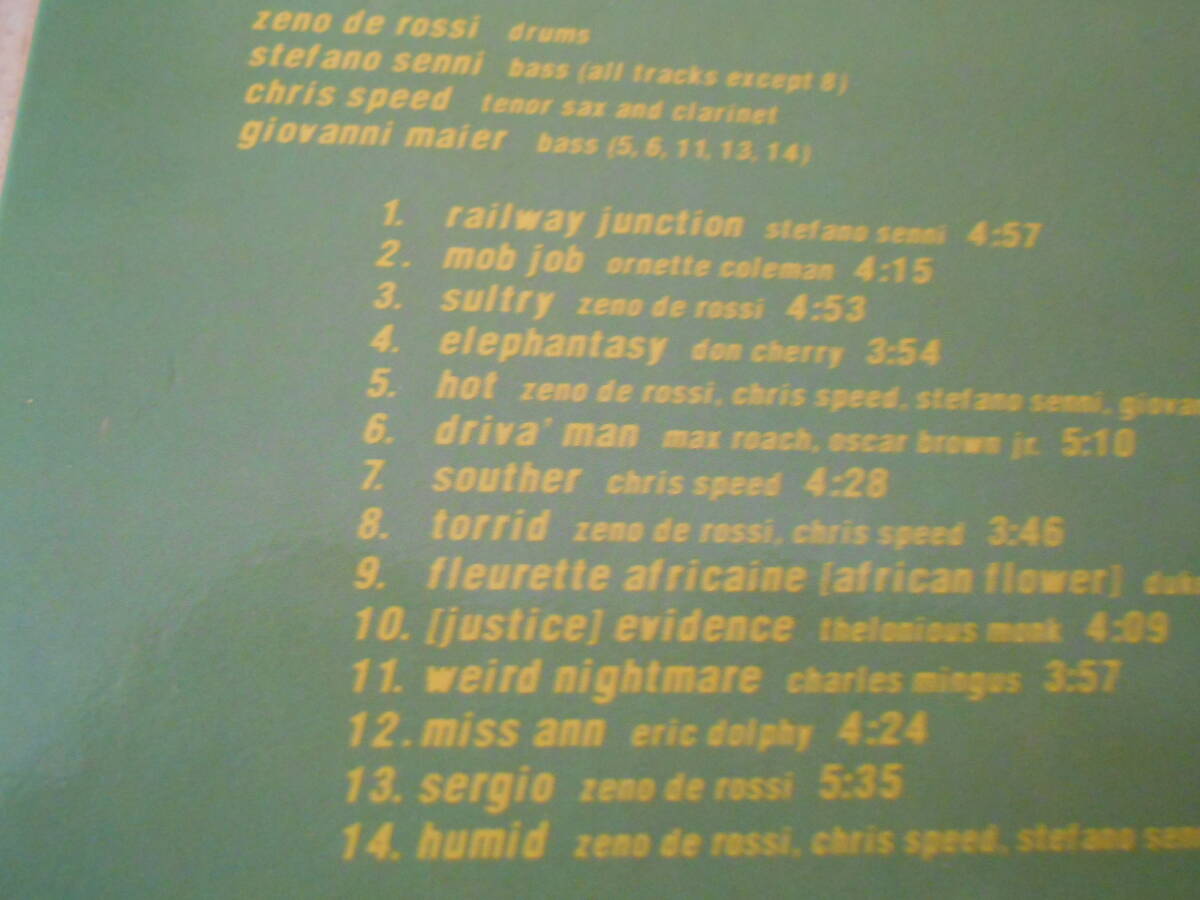 zeno de rossi drums
stefano senni bass (all tracks except 8)
chris speed tenor sax and clarinet
giovanni maier bass (5, 6, 11, 13, 14)
1. railway junction stefano senni 4:57
2. mob job ornette coleman 4:15
3. sultry zeno de rossi 4:53
4. elephantasy don cherry 3:54
5. hot zeno de rossi, chris speed, stefano senni, giova
6. driva' man max roach, oscar brown jr. 5:10
7. souther chris speed 4:28
8. torrid zeno de rossi, chris speed 3:46
9. fleurette africaine [african flower] duk
10. [justice] evidence thelonious monk 4:09
11. weird nightmare charles mingus 3:57
12. miss ann eric dolphy 4:24
13. sergio zeno de rossi 5:35
14. humid zeno de rossi, chris speed, stefano sen